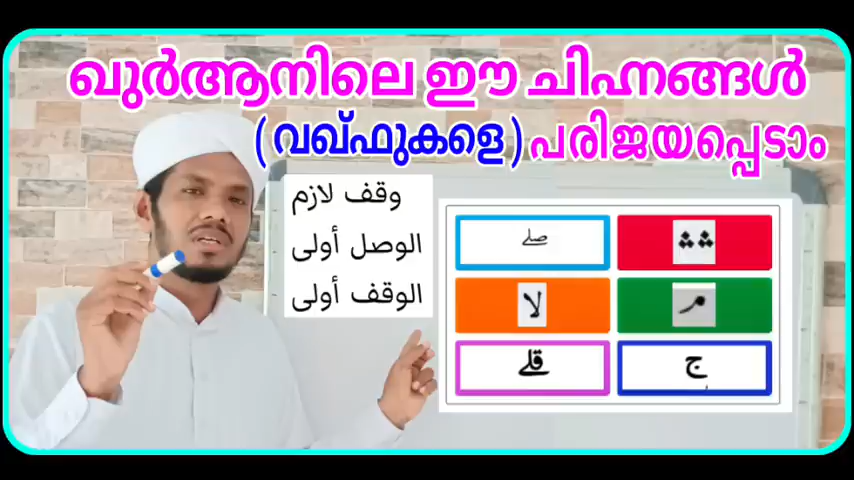 ഖുർആനിലെ ഈ ചിഹ്നങ്ങൾ
(വഖ്ഫുകളെ) പരിജയപ്പെടാം
وقف لازم
الوصل أولى
الوقف أولى
صلے ۛ ۛ
لا م
قلے ج